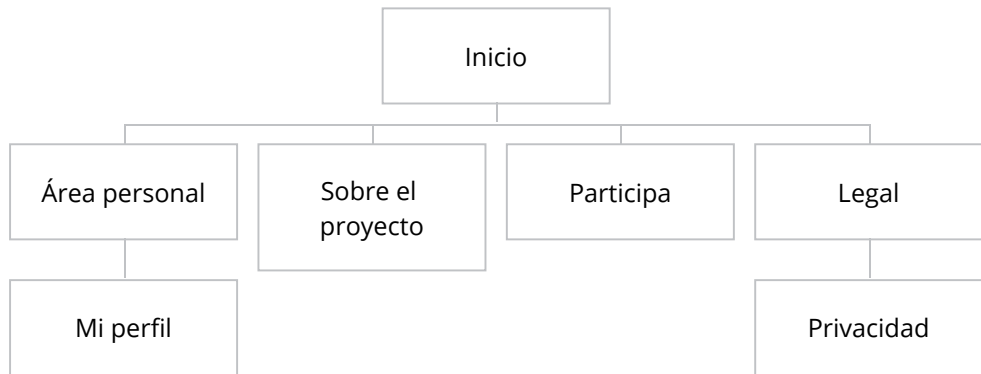 Inicio
Área personal
Sobre el
proyecto
Participa
Legal
Mi perfil
Privacidad